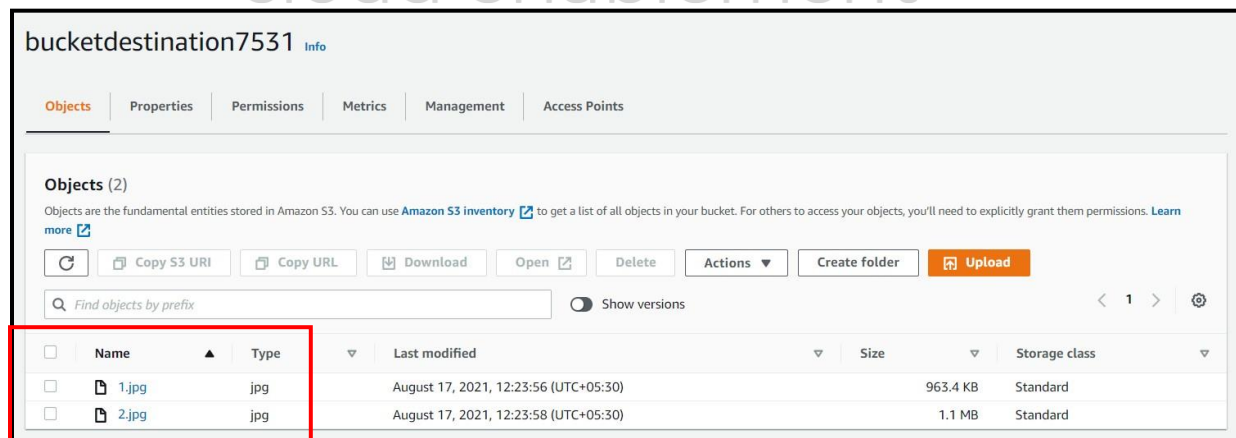 bucketdestination7531 Info
Objects Properties Permissions Metrics Management Access Points
Objects (2)
Objects are the fundamental entities stored in Amazon S3. You can use Amazon S3 inventory to get a list of all objects in your bucket. For others to access your objects, you'll need to explicitly grant them permissions. Learn
more
Copy S3 URI Copy URL Download Open Delete Actions Create folder Upload
Find objects by prefix Show versions 1
Name Type Last modified Size Storage class
1.jpg jpg August 17, 2021, 12:23:56 (UTC+05:30) 963.4 KB Standard
2.jpg jpg August 17, 2021, 12:23:58 (UTC+05:30) 1.1 MB Standard